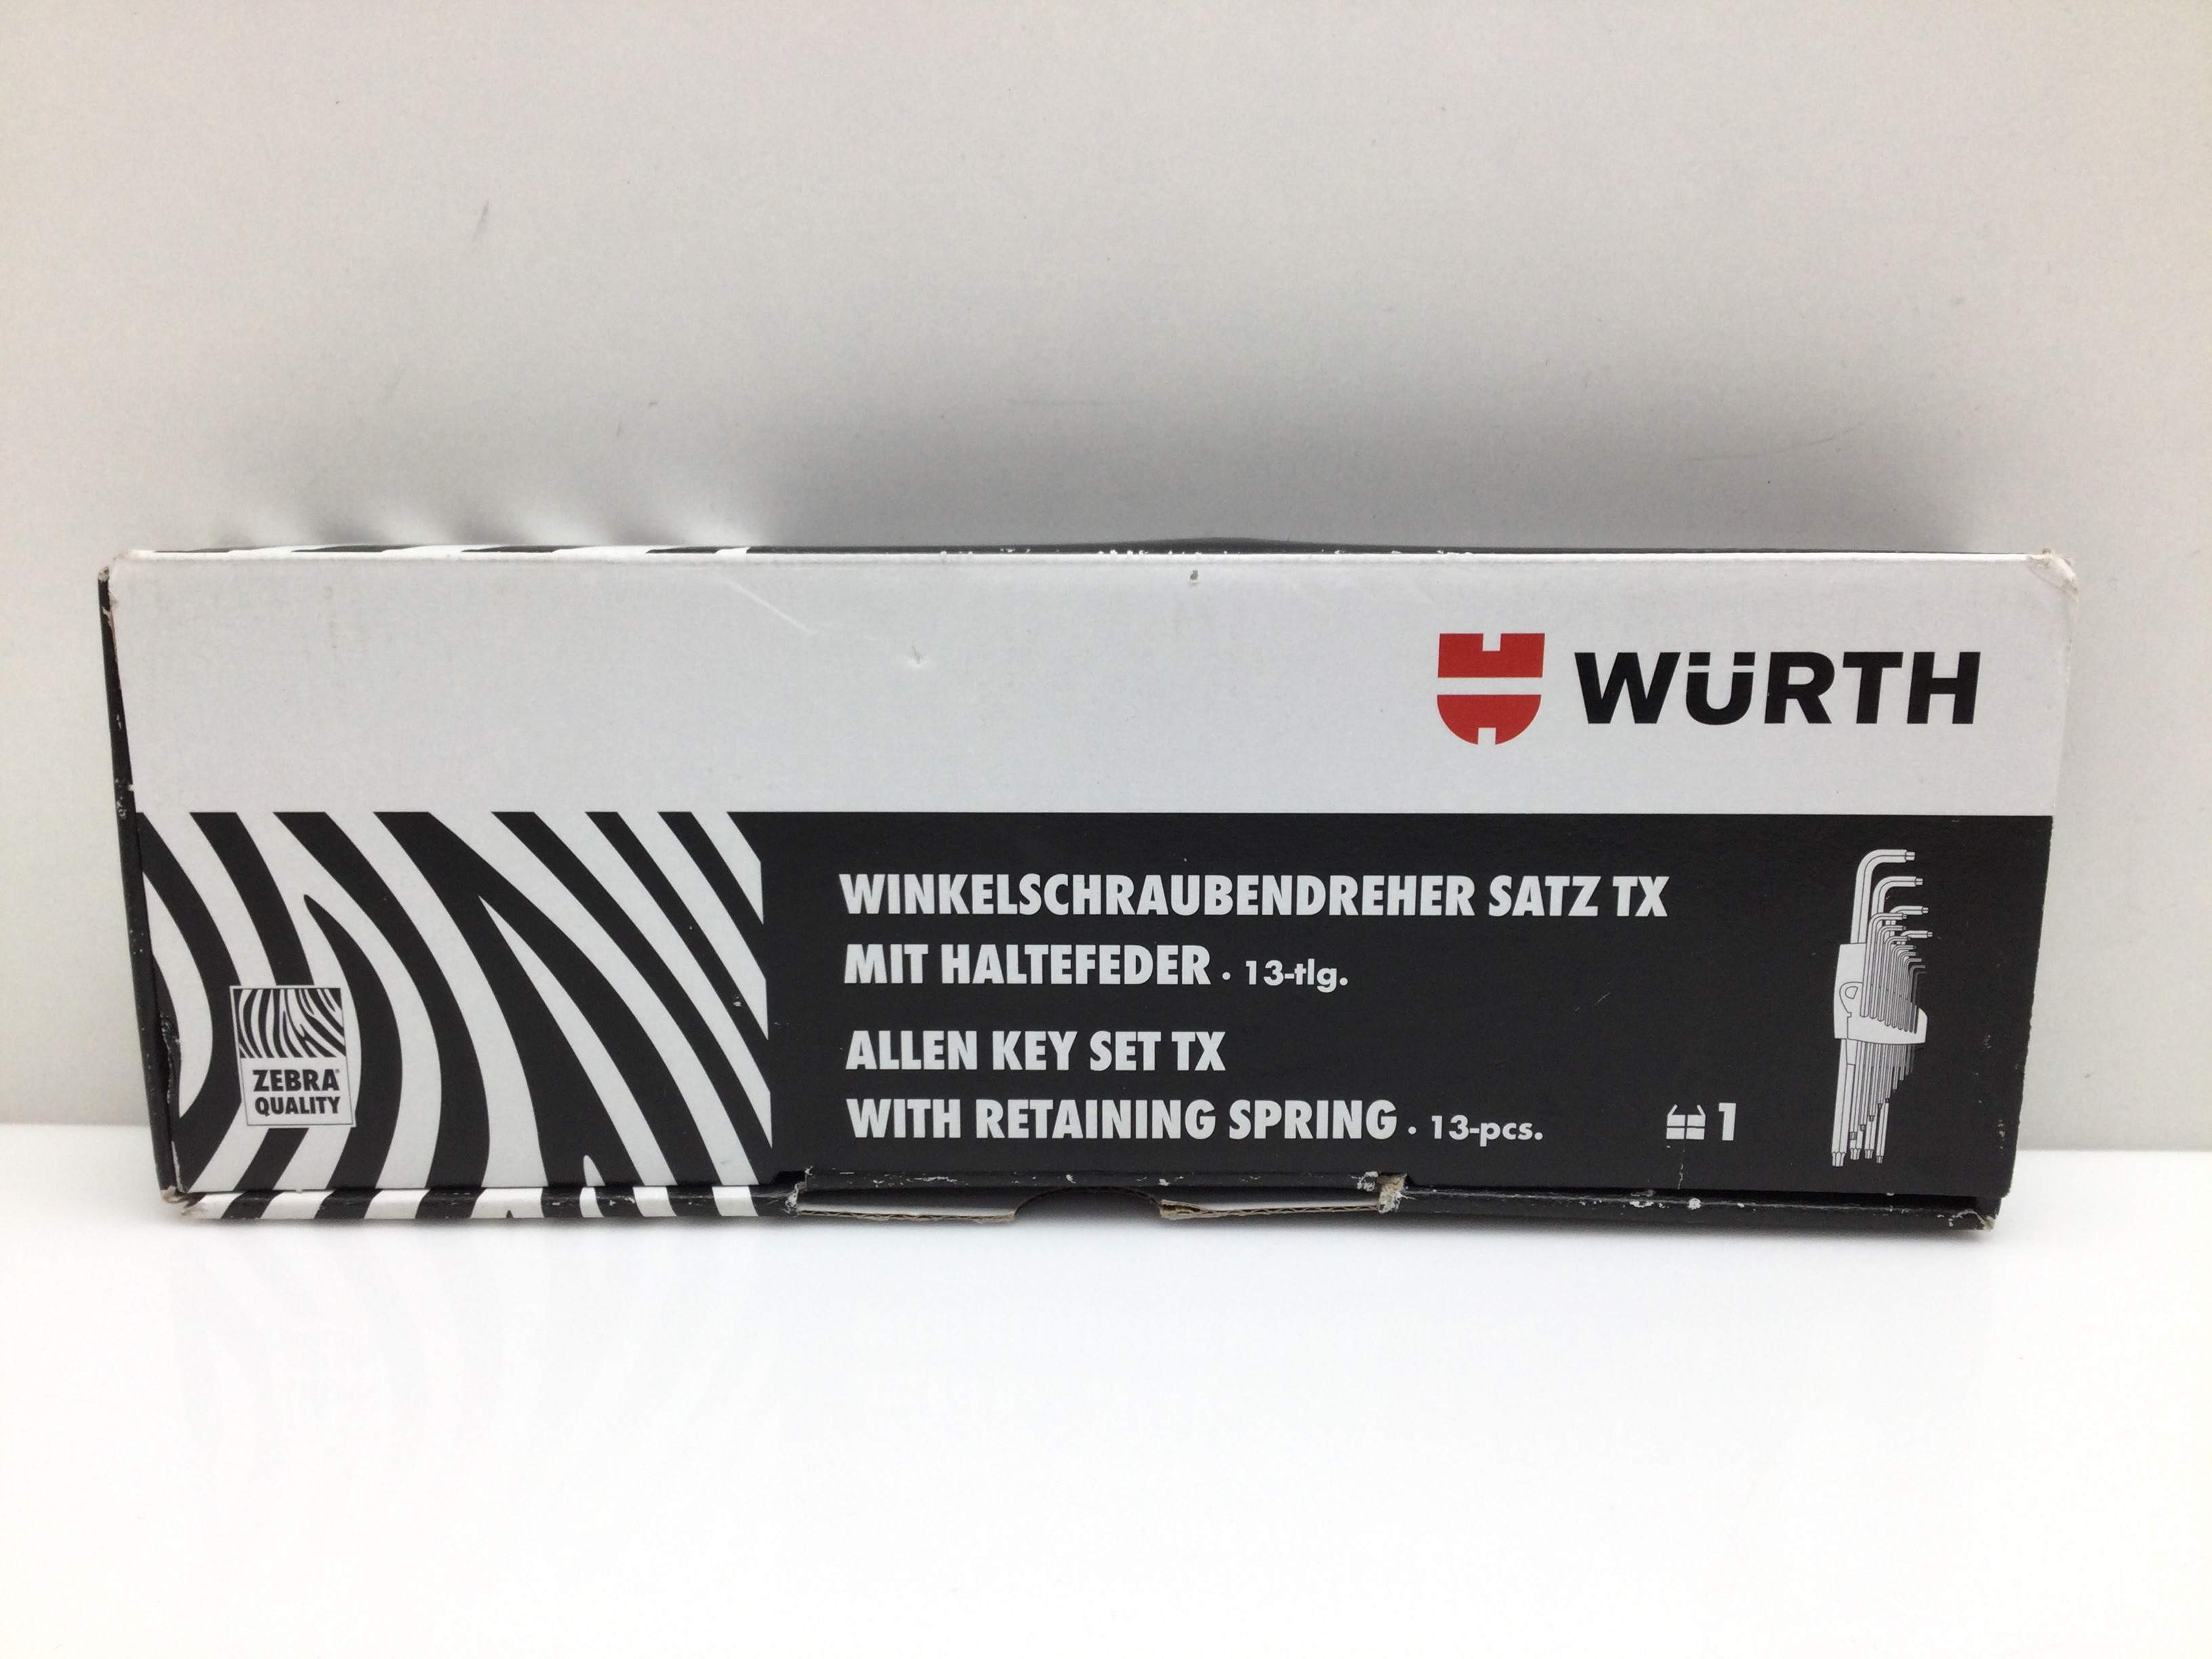 WÜRTH
WINKELSCHRAUBENDREHER SATZ TX
MIT HALTEFEDER · 13-tlg.
ALLEN KEY SET TX
WITH RETAINING SPRING · 13-pcs.
1
ZEBRA®
QUALITY